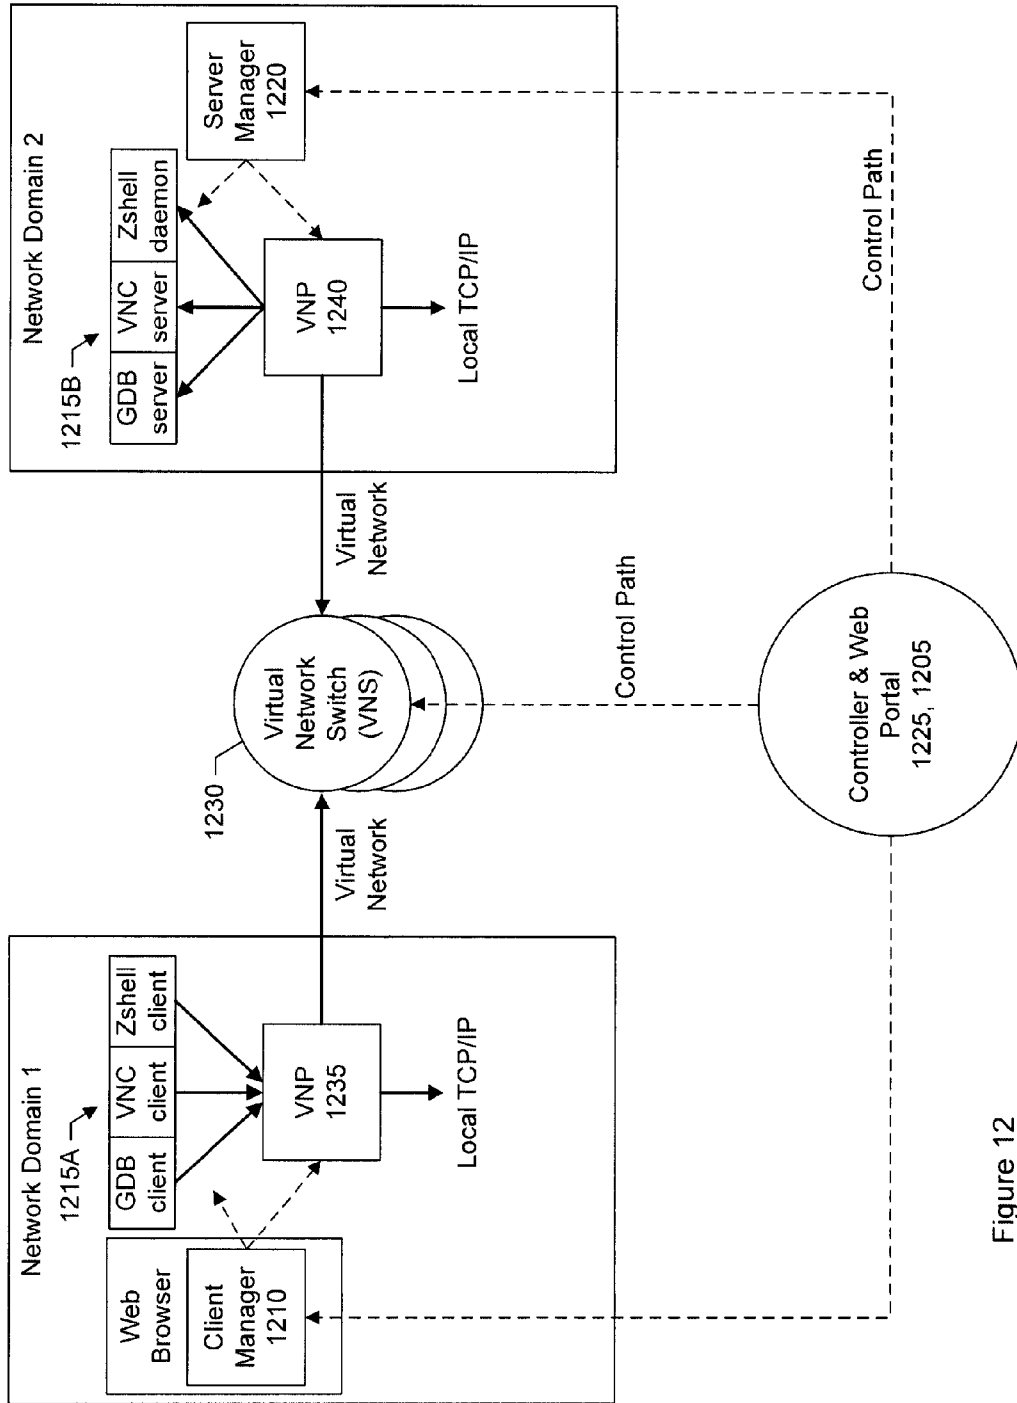 Network Domain 1
1215A
GDB
client
VNC
client
Zshell
client
Web
Browser
Client
Manager
1210
VNP
1235
Local TCP/IP
Virtual
Network
1230
Virtual
Network
Switch
(VNS)
Virtual
Network
Network Domain 2
1215B
GDB
server
VNC
server
Zshell
daemon
Server
Manager
1220
VNP
1240
Local TCP/IP
Control Path
Control Path
Controller & Web
Portal
1225, 1205
Figure 12